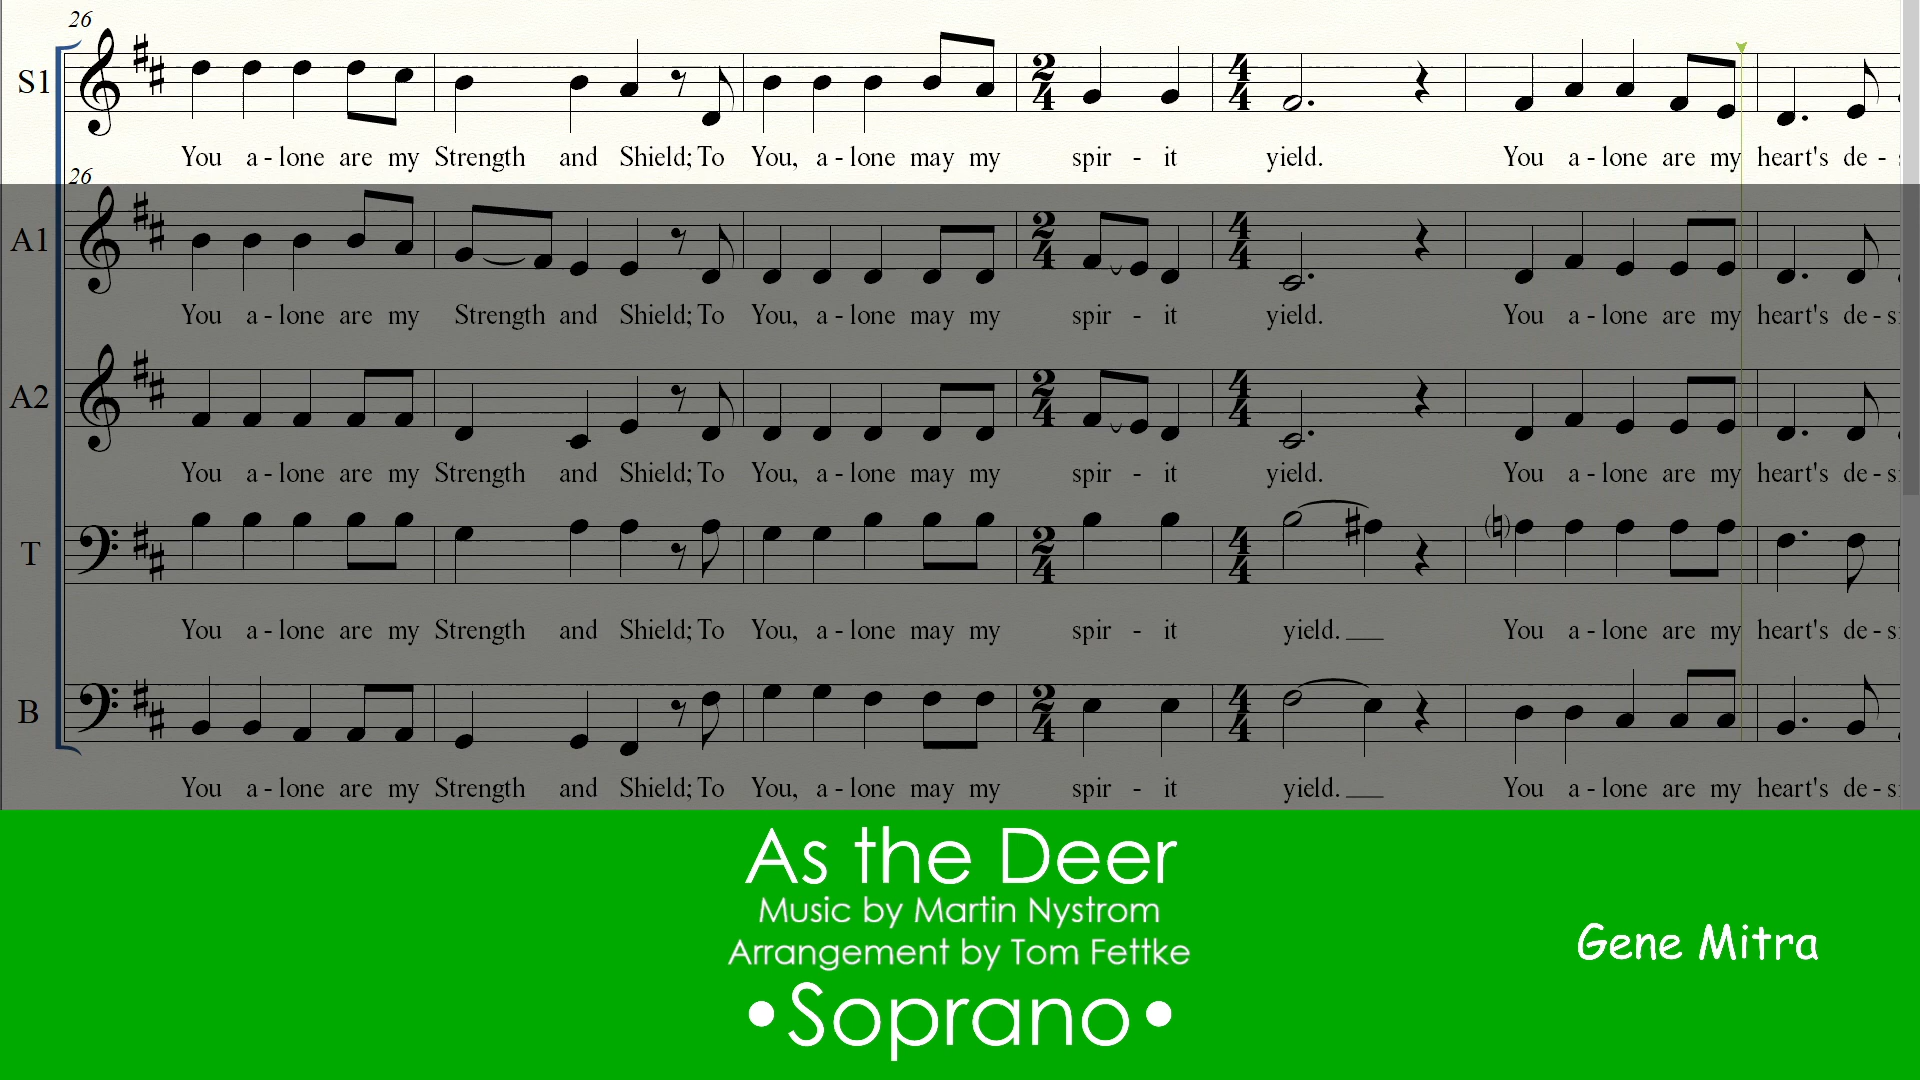 26
S1
You a - lone are my Strength and Shield; To You, a - lone may my spir - it yield. You a - lone are my heart's de -
26
A1
You a - lone are my Strength and Shield; To You, a - lone may my spir - it yield. You a - lone are my heart's de - s
A2
You a - lone are my Strength and Shield; To You, a - lone may my spir - it yield. You a - lone are my heart's de - s
T
You a - lone are my Strength and Shield; To You, a - lone may my spir - it yield. ___ You a - lone are my heart's de - s
B
You a - lone are my Strength and Shield; To You, a - lone may my spir - it yield. ___ You a - lone are my heart's de - s
As the Deer
Music by Martin Nystrom
Arrangement by Tom Fettke
•Soprano•
Gene Mitra